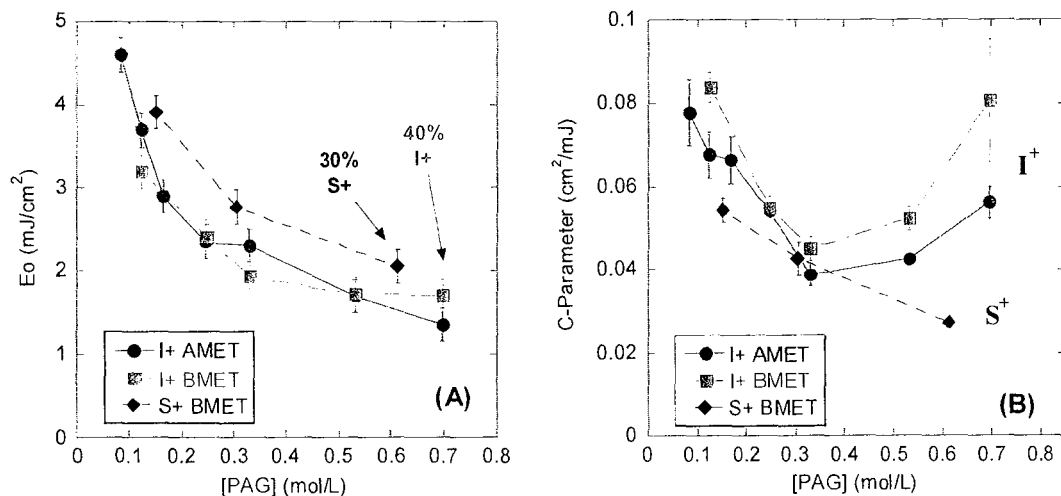 5
4
3
2
1
0
Eo (mJ/cm²)
30%
S+
40%
I+
I+ AMET
I+ BMET
S+ BMET
(A)
0 0.1 0.2 0.3 0.4 0.5 0.6 0.7 0.8
[PAG] (mol/L)
0.1
0.08
0.06
0.04
0.02
0
C-Parameter (cm²/mJ)
I⁺
S⁺
I+ AMET
I+ BMET
S+ BMET
(B)
0 0.1 0.2 0.3 0.4 0.5 0.6 0.7 0.8
[PAG] (mol/L)